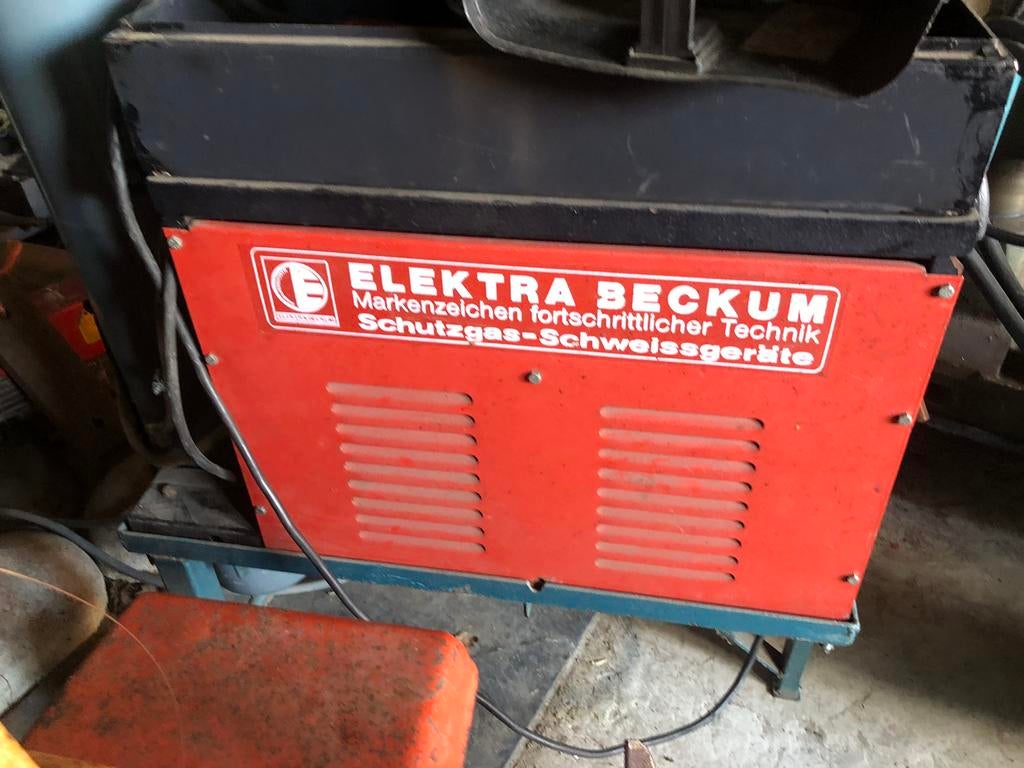 ELEKTRA BECKUM
Markenzeichen fortschrittlicher Technik
Schutzgas-Schweissgeräte